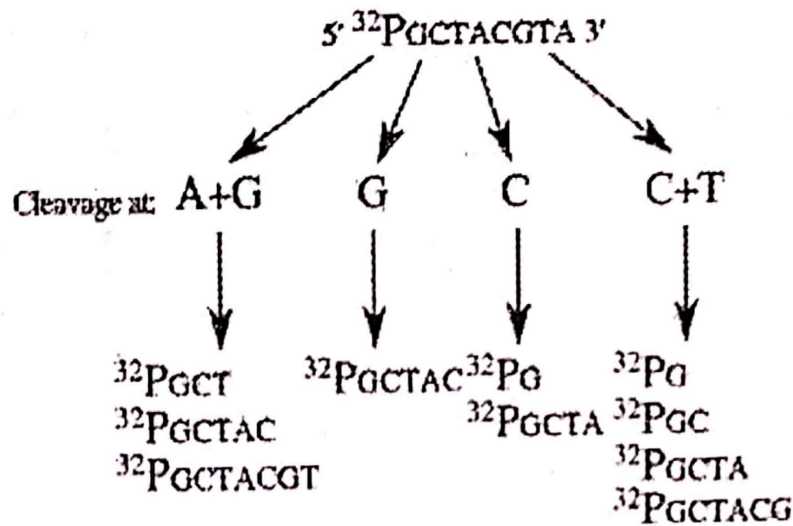 5' ³²PGCTACGTA 3'
Cleavage at: A+G G C C+T
³²PGCT ³²PGCTAC ³²PG ³²PG
³²PGCTAC ³²PGCTA ³²PGC
³²PGCTACGT ³²PGCTA
³²PGCTACG